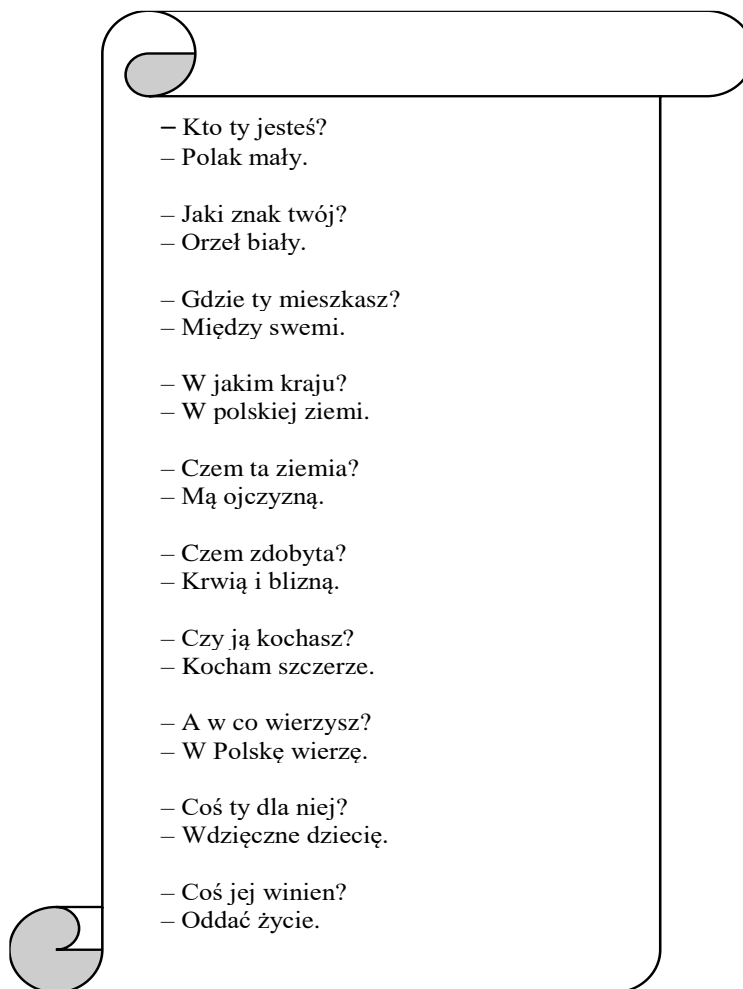 – Kto ty jesteś?
– Polak mały.
– Jaki znak twój?
– Orzeł biały.
– Gdzie ty mieszkasz?
– Między swemi.
– W jakim kraju?
– W polskiej ziemi.
– Czem ta ziemia?
– Mą ojczyzną.
– Czem zdobyta?
– Krwią i blizną.
– Czy ją kochasz?
– Kocham szczerze.
– A w co wierzysz?
– W Polskę wierzę.
– Coś ty dla niej?
– Wdzięczne dziecię.
– Coś jej winien?
– Oddać życie.